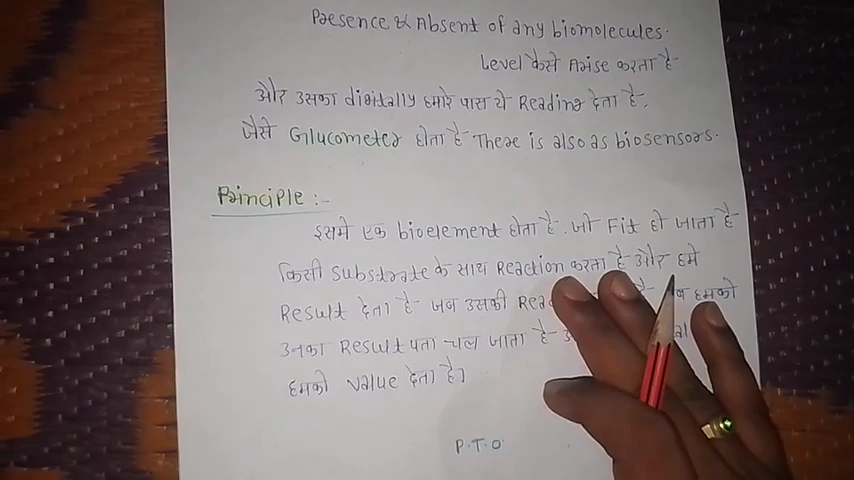 Presence & Absent of any biomolecules.
Level कैसे Arise करता है
और उसका digitally हमारे पास ये Reading देता है.
जैसे Glucometer होता है There is also as biosensors.
Principle :-
इसमे एक bioelement होता है. जो Fit हो जाता है
किसी substrate के साथ Reaction करता है और हमे
Result देता है जब उसकी हमको
उनका Result पता चल जाता है
हमको value देता है।
P.T.O.